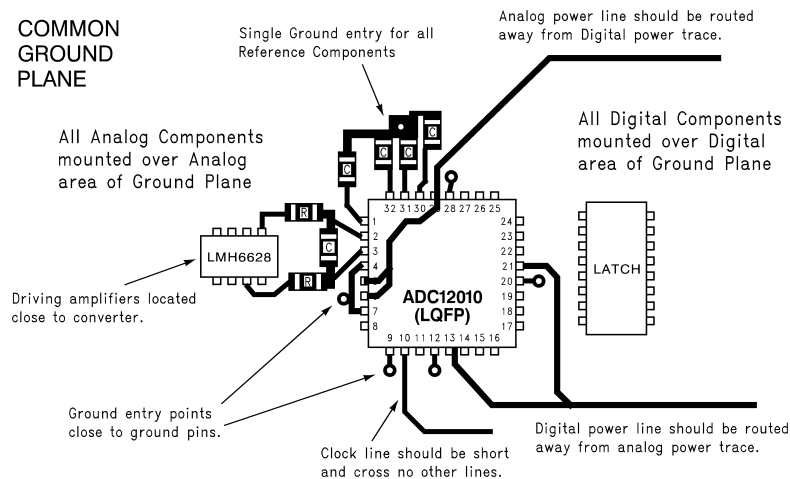 COMMON
GROUND
PLANE
Single Ground entry for all
Reference Components
Analog power line should be routed
away from Digital power trace.
All Analog Components
mounted over Analog
area of Ground Plane
All Digital Components
mounted over Digital
area of Ground Plane
C
C
C
C
32 31 30 29 28 27 26 25
1
2
3
4
7
8
24
23
22
21
20
19
18
17
R
C
R
LMH6628
LATCH
ADC12010
(LQFP)
9 10 11 12 13 14 15 16
Driving amplifiers located
close to converter.
Ground entry points
close to ground pins.
Clock line should be short
and cross no other lines.
Digital power line should be routed
away from analog power trace.